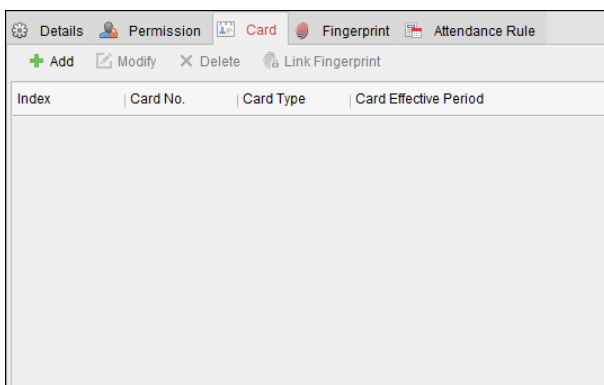 Details Permission Card Fingerprint Attendance Rule
Add Modify Delete Link Fingerprint
Index Card No. Card Type Card Effective Period